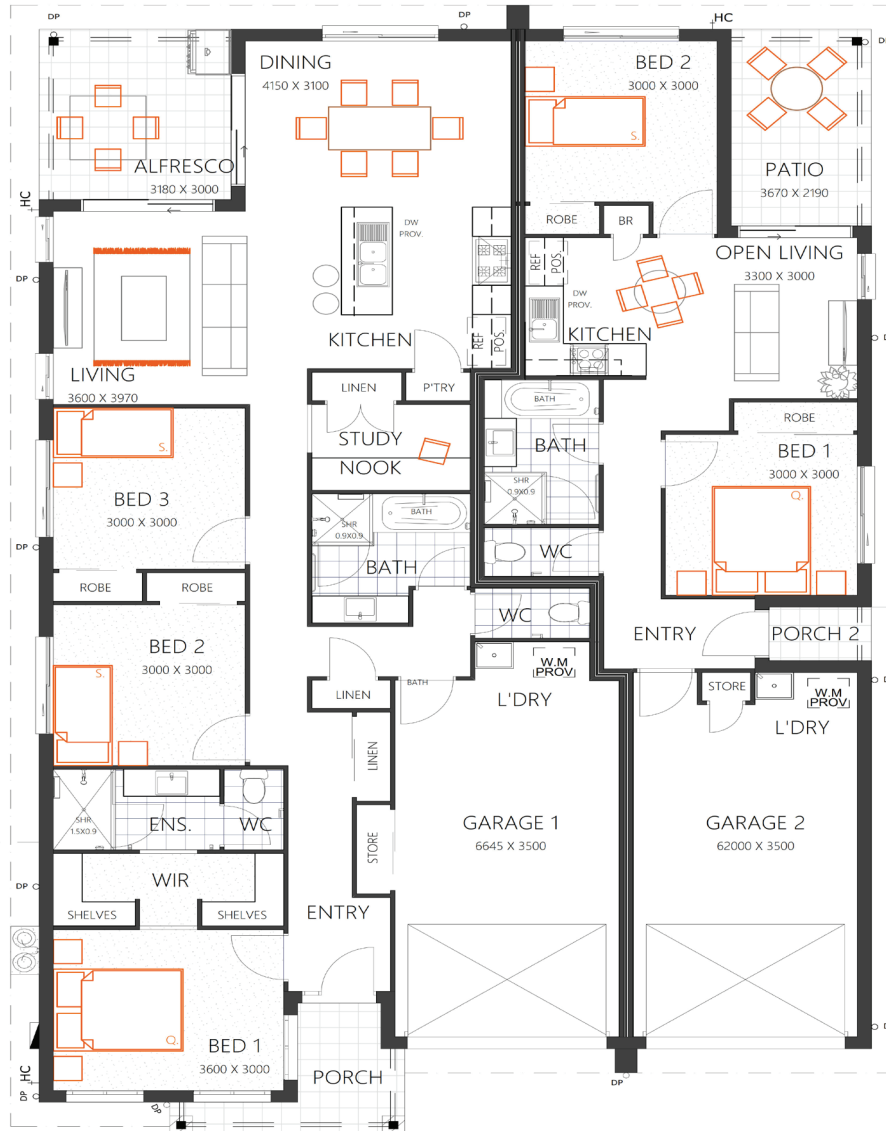 DP
DP
HC
DINING
4150 X 3100
BED 2
3000 X 3000
S.
ALFRESCO
3180 X 3000
PATIO
3670 X 2190
HC
DW
PROV.
ROBE
BR
OPEN LIVING
3300 X 3000
REF
POS.
DP
DW
PROV.
KITCHEN
KITCHEN
REF
POS.
LIVING
3600 X 3970
LINEN
P'TRY
BATH
ROBE
S.
STUDY
NOOK
BATH
BED 1
3000 X 3000
BED 3
3000 X 3000
SHR
0.9X0.9
Q.
BATH
SHR
0.9X0.9
DP
WC
BATH
ROBE
ROBE
WC
ENTRY
PORCH 2
BED 2
3000 X 3000
S.
W.M
PROV
BATH
LINEN
L'DRY
STORE
W.M
PROV
L'DRY
LINEN
SHR
1.5X0.9
ENS.
WC
GARAGE 1
6645 X 3500
GARAGE 2
62000 X 3500
STORE
WIR
DP
SHELVES
SHELVES
ENTRY
Q.
BED 1
3600 X 3000
HC
PORCH
DP
DP
DP